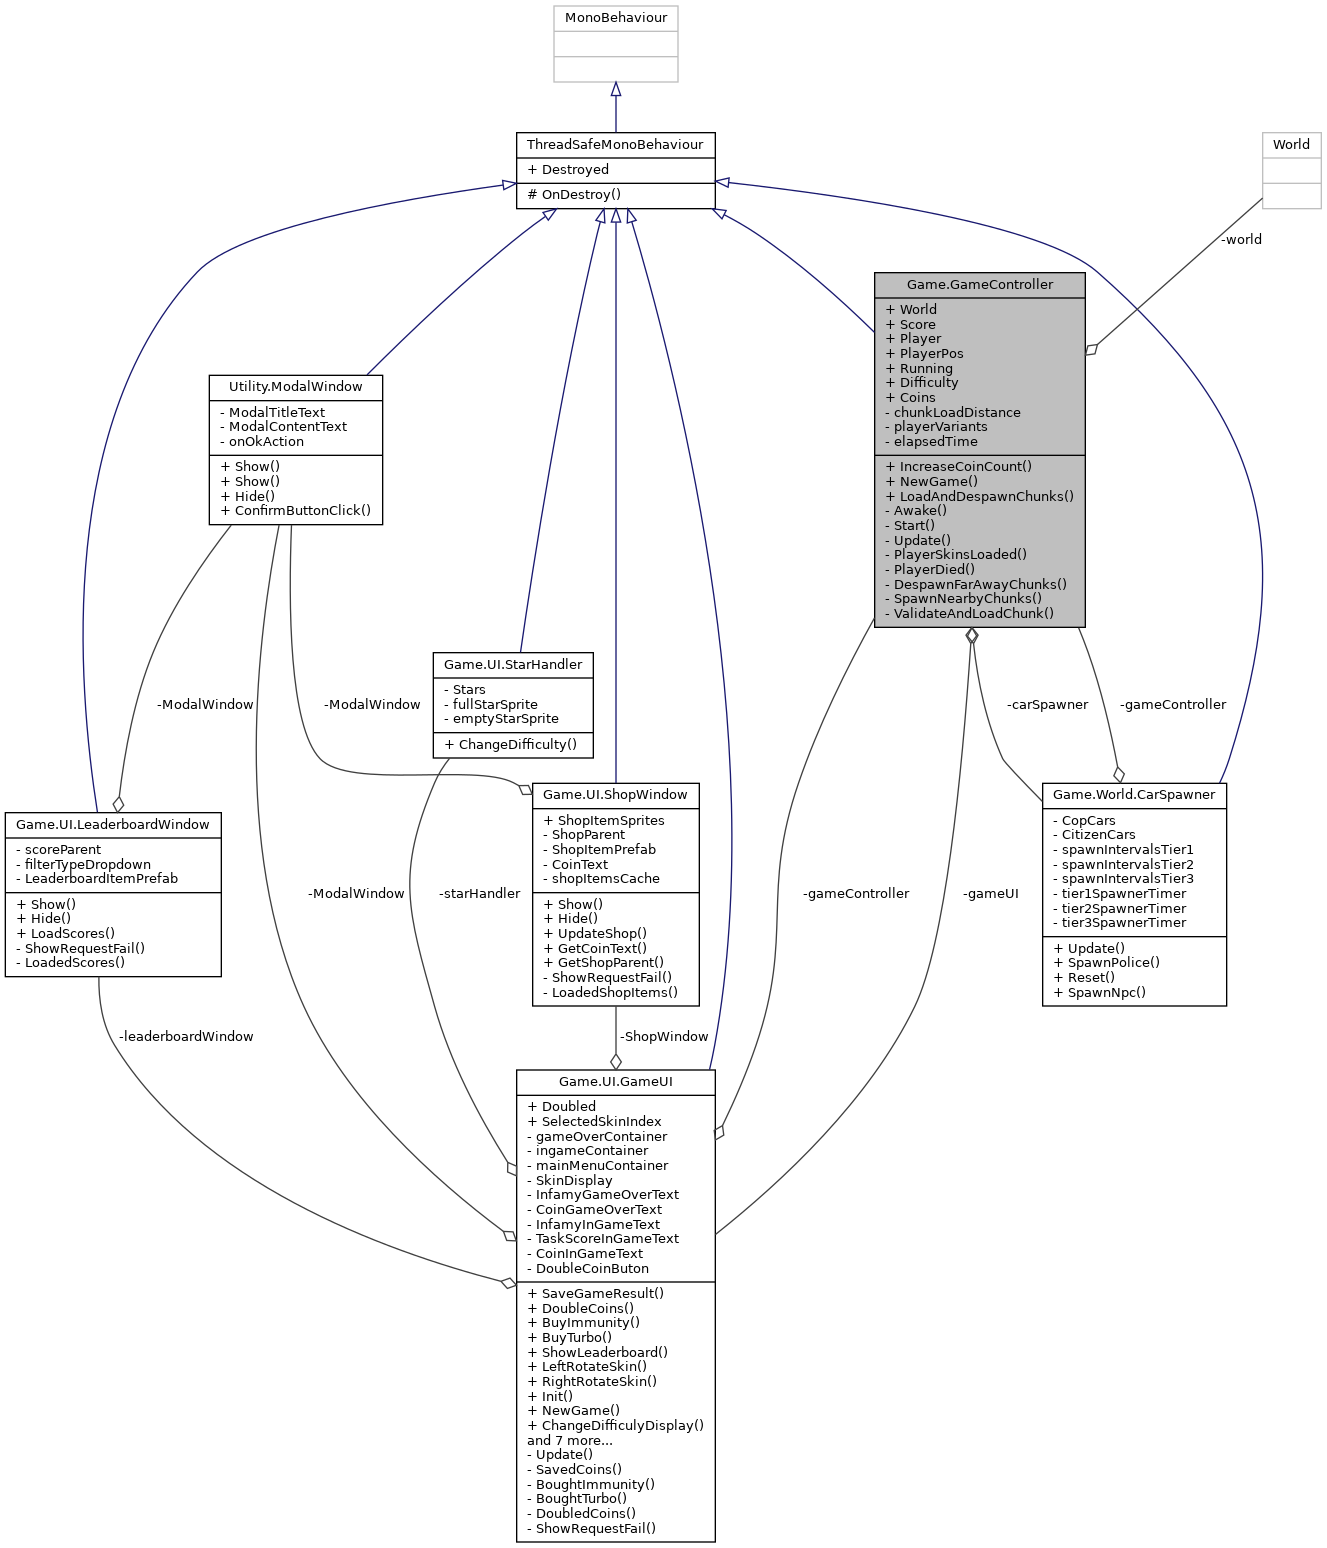 MonoBehaviour
ThreadSafeMonoBehaviour
+ Destroyed
# OnDestroy()
World
-world
Game.GameController
+ World
+ Score
+ Player
+ PlayerPos
+ Running
+ Difficulty
+ Coins
- chunkLoadDistance
- playerVariants
- elapsedTime
+ IncreaseCoinCount()
+ NewGame()
+ LoadAndDespawnChunks()
- Awake()
- Start()
- Update()
- PlayerSkinsLoaded()
- PlayerDied()
- DespawnFarAwayChunks()
- SpawnNearbyChunks()
- ValidateAndLoadChunk()
Utility.ModalWindow
- ModalTitleText
- ModalContentText
- onOkAction
+ Show()
+ Show()
+ Hide()
+ ConfirmButtonClick()
Game.UI.StarHandler
- Stars
- fullStarSprite
- emptyStarSprite
+ ChangeDifficulty()
-ModalWindow
-ModalWindow
-carSpawner
-gameController
Game.UI.LeaderboardWindow
- scoreParent
- filterTypeDropdown
- LeaderboardItemPrefab
+ Show()
+ Hide()
+ LoadScores()
- ShowRequestFail()
- LoadedScores()
Game.UI.ShopWindow
+ ShopItemSprites
- ShopParent
- ShopItemPrefab
- CoinText
- shopItemsCache
+ Show()
+ Hide()
+ UpdateShop()
+ GetCoinText()
+ GetShopParent()
- ShowRequestFail()
- LoadedShopItems()
Game.World.CarSpawner
- CopCars
- CitizenCars
- spawnIntervalsTier1
- spawnIntervalsTier2
- spawnIntervalsTier3
- tier1SpawnerTimer
- tier2SpawnerTimer
- tier3SpawnerTimer
+ Update()
+ SpawnPolice()
+ Reset()
+ SpawnNpc()
-ModalWindow
-starHandler
-gameController
-gameUI
-leaderboardWindow
-ShopWindow
Game.UI.GameUI
+ Doubled
+ SelectedSkinIndex
- gameOverContainer
- ingameContainer
- mainMenuContainer
- SkinDisplay
- InfamyGameOverText
- CoinGameOverText
- InfamyInGameText
- TaskScoreInGameText
- CoinInGameText
- DoubleCoinButon
+ SaveGameResult()
+ DoubleCoins()
+ BuyImmunity()
+ BuyTurbo()
+ ShowLeaderboard()
+ LeftRotateSkin()
+ RightRotateSkin()
+ Init()
+ NewGame()
+ ChangeDifficulyDisplay()
and 7 more...
- Update()
- SavedCoins()
- BoughtImmunity()
- BoughtTurbo()
- DoubledCoins()
- ShowRequestFail()